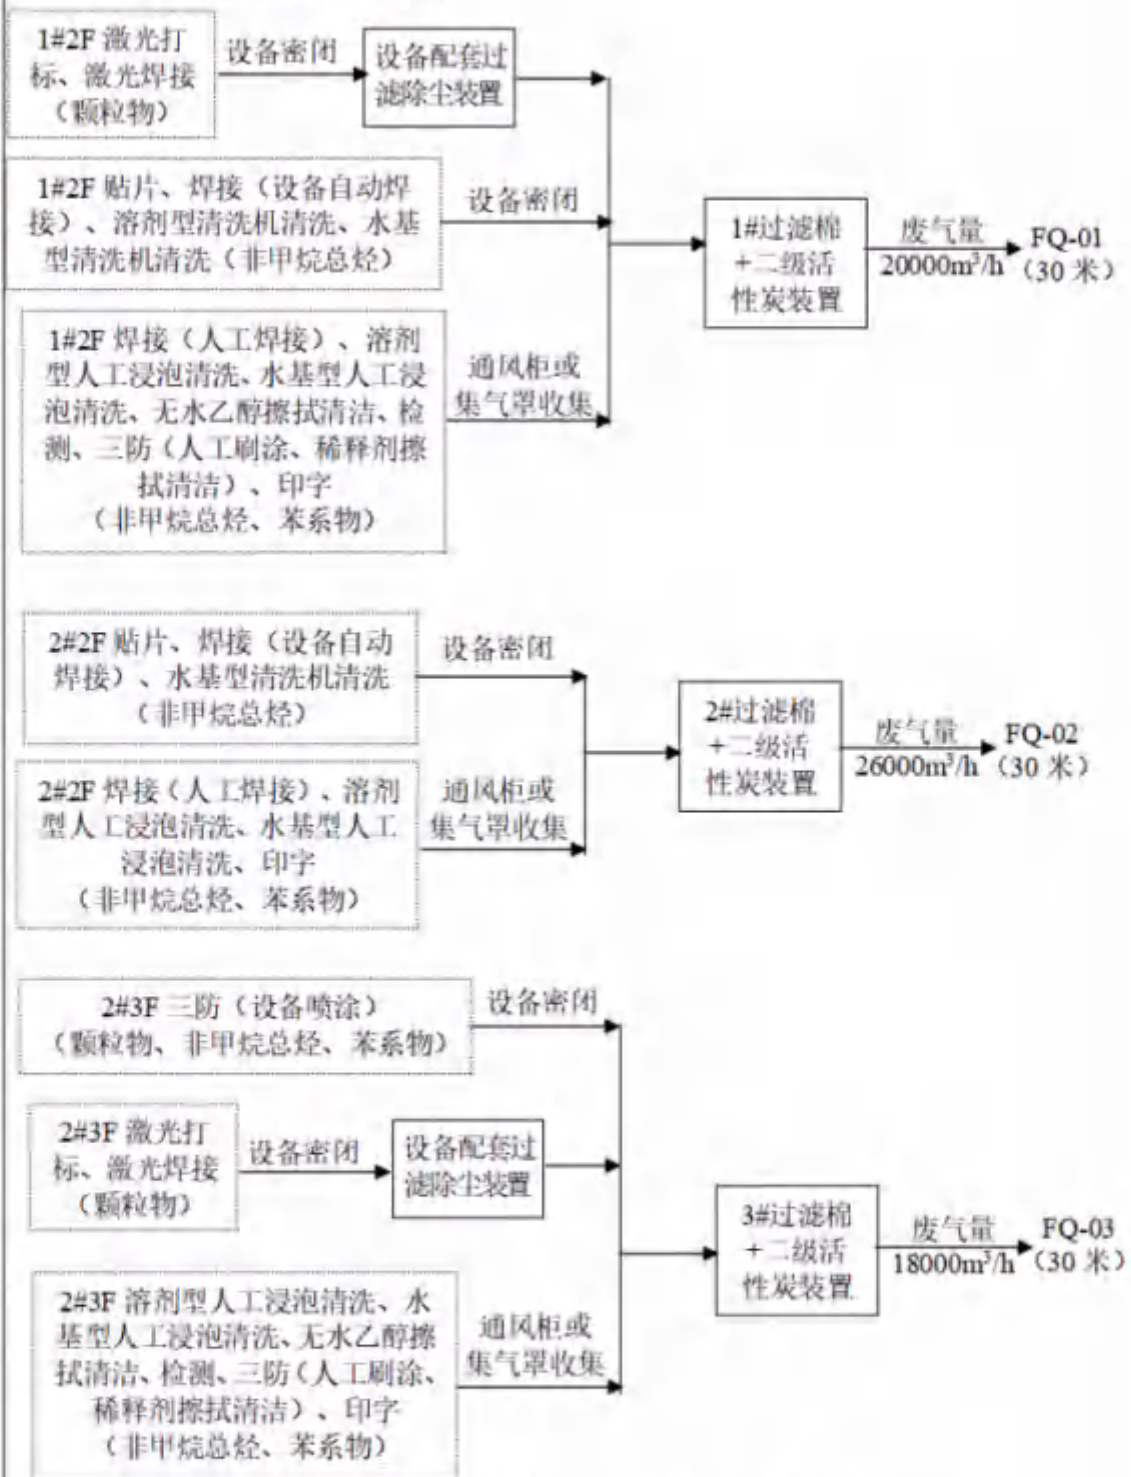 1#2F 激光打
标、激光焊接
（颗粒物）
设备密闭
设备配套过
滤除尘装置
1#2F 贴片、焊接（设备自动焊
接）、溶剂型清洗机清洗、水基
型清洗机清洗（非甲烷总烃）
设备密闭
1#2F 焊接（人工焊接）、溶剂
型人工浸泡清洗、水基型人工浸
泡清洗、无水乙醇擦拭清洁、检
测、三防（人工刷涂、稀释剂擦
拭清洁）、印字
（非甲烷总烃、苯系物）
通风柜或
集气罩收集
1#过滤棉
+二级活
性炭装置
废气量
20000m³/h
FQ-01
（30 米）
2#2F 贴片、焊接（设备自动
焊接）、水基型清洗机清洗
（非甲烷总烃）
设备密闭
2#2F 焊接（人工焊接）、溶剂
型人工浸泡清洗、水基型人工
浸泡清洗、印字
（非甲烷总烃、苯系物）
通风柜或
集气罩收集
2#过滤棉
+二级活
性炭装置
废气量
26000m³/h
FQ-02
（30 米）
2#3F 三防（设备喷涂）
（颗粒物、非甲烷总烃、苯系物）
设备密闭
2#3F 激光打
标、激光焊接
（颗粒物）
设备密闭
设备配套过
滤除尘装置
2#3F 溶剂型人工浸泡清洗、水
基型人工浸泡清洗、无水乙醇擦
拭清洁、检测、三防（人工刷涂、
稀释剂擦拭清洁）、印字
（非甲烷总烃、苯系物）
通风柜或
集气罩收集
3#过滤棉
+二级活
性炭装置
废气量
18000m³/h
FQ-03
（30 米）